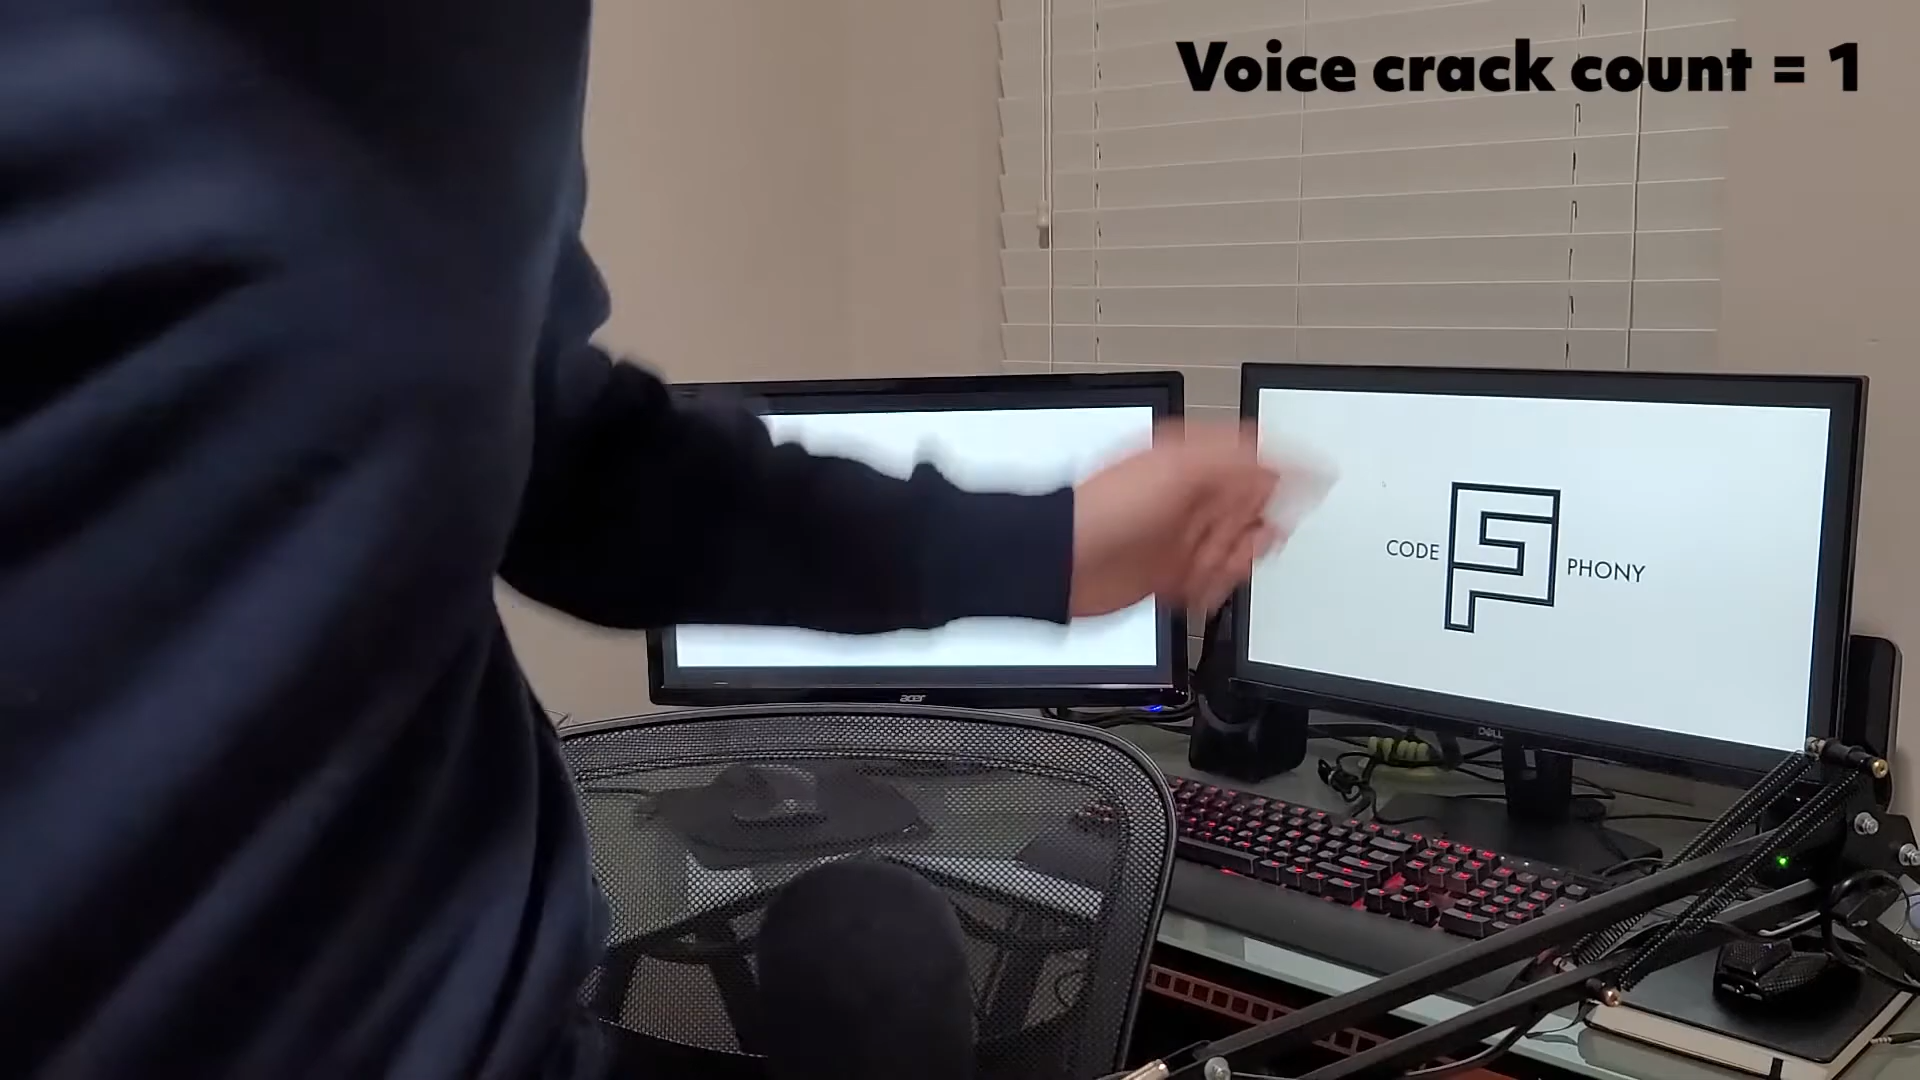 Voice crack count = 1
CODE
PHONY
acer
DELL